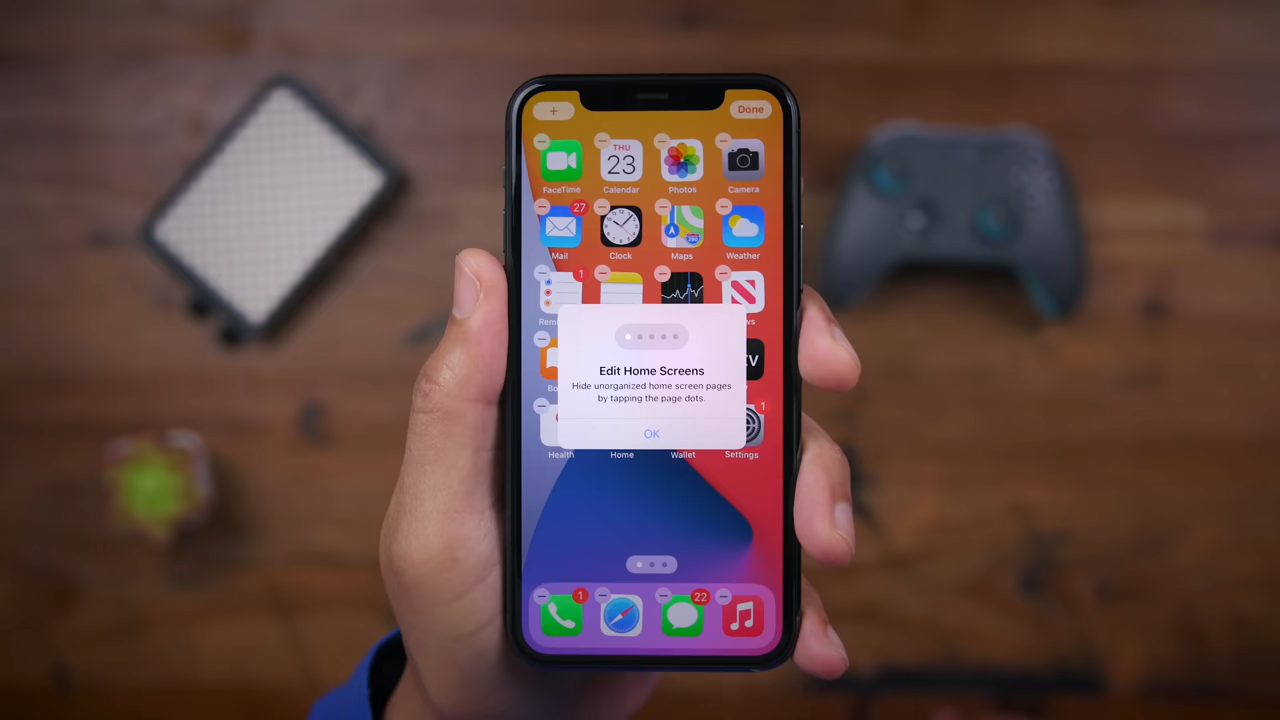 +
Done
THU
23
FaceTime
Calendar
Photos
Camera
27
Mail
Clock
Maps
280
Weather
1
Edit Home Screens
Hide unorganized home screen pages
by tapping the page dots.
OK
1
Health
Home
Wallet
Settings
1
22